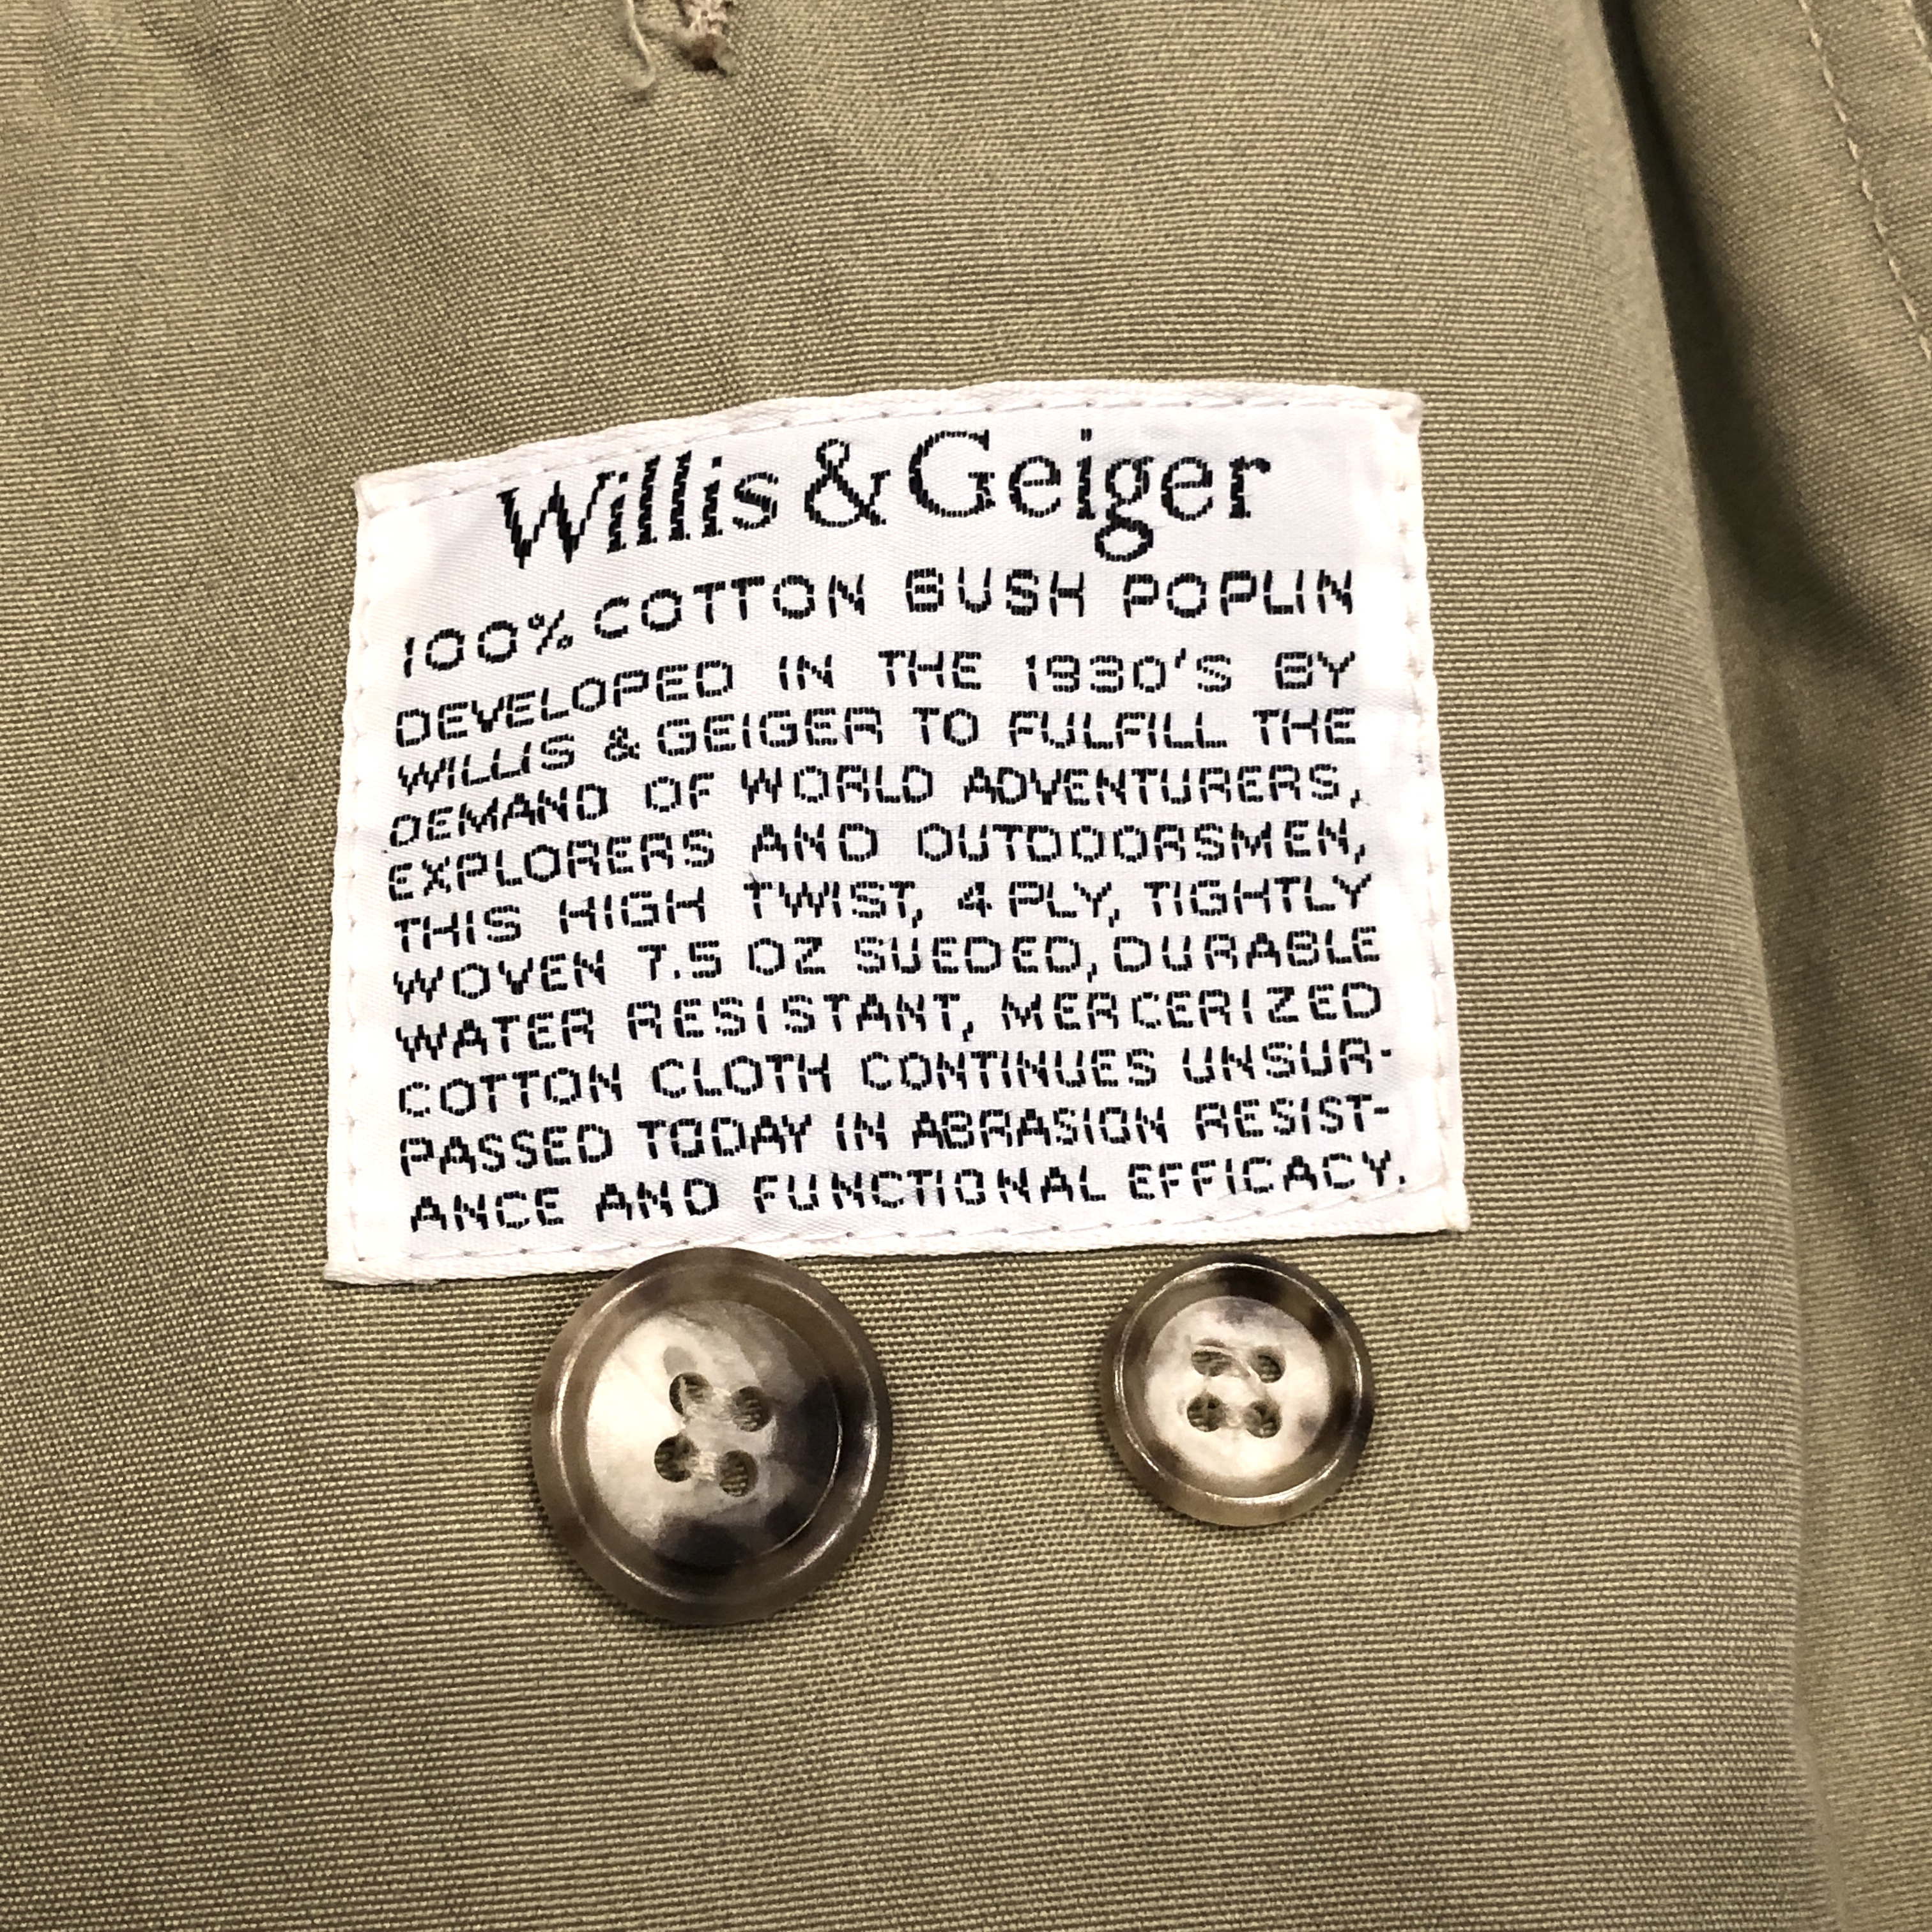 Willis & Geiger
100% COTTON BUSH POPLIN
DEVELOPED IN THE 1930'S BY
WILLIS & GEIGER TO FULFILL THE
DEMAND OF WORLD ADVENTURERS,
EXPLORERS AND OUTDOORSMEN,
THIS HIGH TWIST, 4 PLY, TIGHTLY
WOVEN 7.5 OZ SUEDED, DURABLE
WATER RESISTANT, MERCERIZED
COTTON CLOTH CONTINUES UNSUR-
PASSED TODAY IN ABRASION RESIST-
ANCE AND FUNCTIONAL EFFICACY.